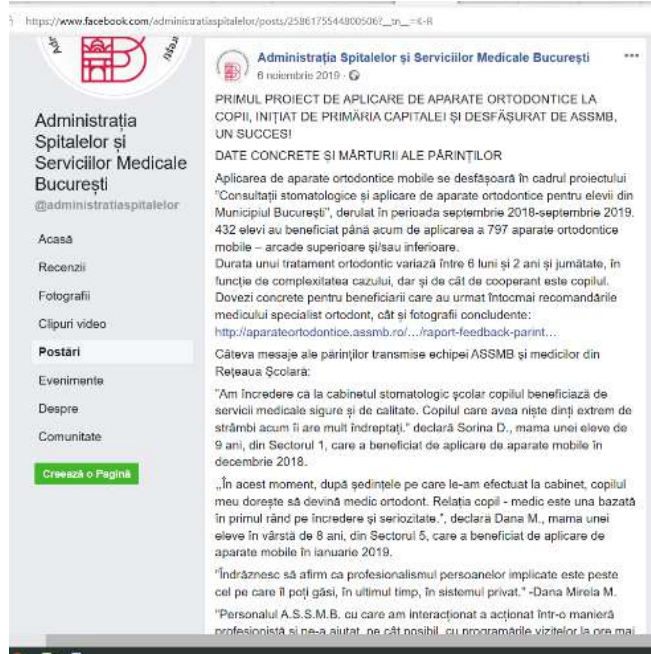 https://www.facebook.com/administratiaspitalelor/posts/2586175544800506?__tn__=K-R
Administrația
Spitalelor și
Serviciilor Medicale
București
@administratiaspitalelor
Acasă
Recenzii
Fotografii
Clipuri video
Postări
Evenimente
Despre
Comunitate
Creează o Pagină
Administrația Spitalelor și Serviciilor Medicale București
6 noiembrie 2019 ·
PRIMUL PROIECT DE APLICARE DE APARATE ORTODONTICE LA
COPII, INIȚIAT DE PRIMĂRIA CAPITALEI ȘI DESFĂȘURAT DE ASSMB,
UN SUCCES!
DATE CONCRETE ȘI MĂRTURII ALE PĂRINȚILOR
Aplicarea de aparate ortodontice mobile se desfășoară în cadrul proiectului
"Consultații stomatologice și aplicare de aparate ortodontice pentru elevii din
Municipiul București", derulat în perioada septembrie 2018-septembrie 2019.
432 elevi au beneficiat până acum de aplicarea a 797 aparate ortodontice
mobile – arcade superioare și/sau inferioare.
Durata unui tratament ortodontic variază între 6 luni și 2 ani și jumătate, în
funcție de complexitatea cazului, dar și de cât de cooperant este copilul.
Dovezi concrete pentru beneficiarii care au urmat întocmai recomandările
medicului specialist ortodont, cât și fotografii concludente:
http://aparateortodontice.assmb.ro/.../raport-feedback-parint...
Câteva mesaje ale părinților transmise echipei ASSMB și medicilor din
Rețeaua Școlară:
"Am încredere ca la cabinetul stomatologic școlar copilul beneficiază de
servicii medicale sigure și de calitate. Copilul care avea niște dinți extrem de
strâmbi acum îi are mult îndreptați." declară Sorina D., mama unei eleve de
9 ani, din Sectorul 1, care a beneficiat de aplicare de aparate mobile în
decembrie 2018.
„În acest moment, după ședințele pe care le-am efectuat la cabinet, copilul
meu dorește să devină medic ortodont. Relația copil - medic este una bazată
în primul rând pe încredere și seriozitate.", declară Dana M., mama unei
eleve în vârstă de 8 ani, din Sectorul 5, care a beneficiat de aplicare de
aparate mobile în ianuarie 2019.
"Îndrăznesc să afirm ca profesionalismul persoanelor implicate este peste
cel pe care îl poți găsi, în ultimul timp, în sistemul privat." -Dana Mirela M.
"Personalul A.S.S.M.B. cu care am interacționat a acționat într-o manieră
profesionistă și ne-a ajutat, pe cât posibil, cu programările vizitelor la ore mai